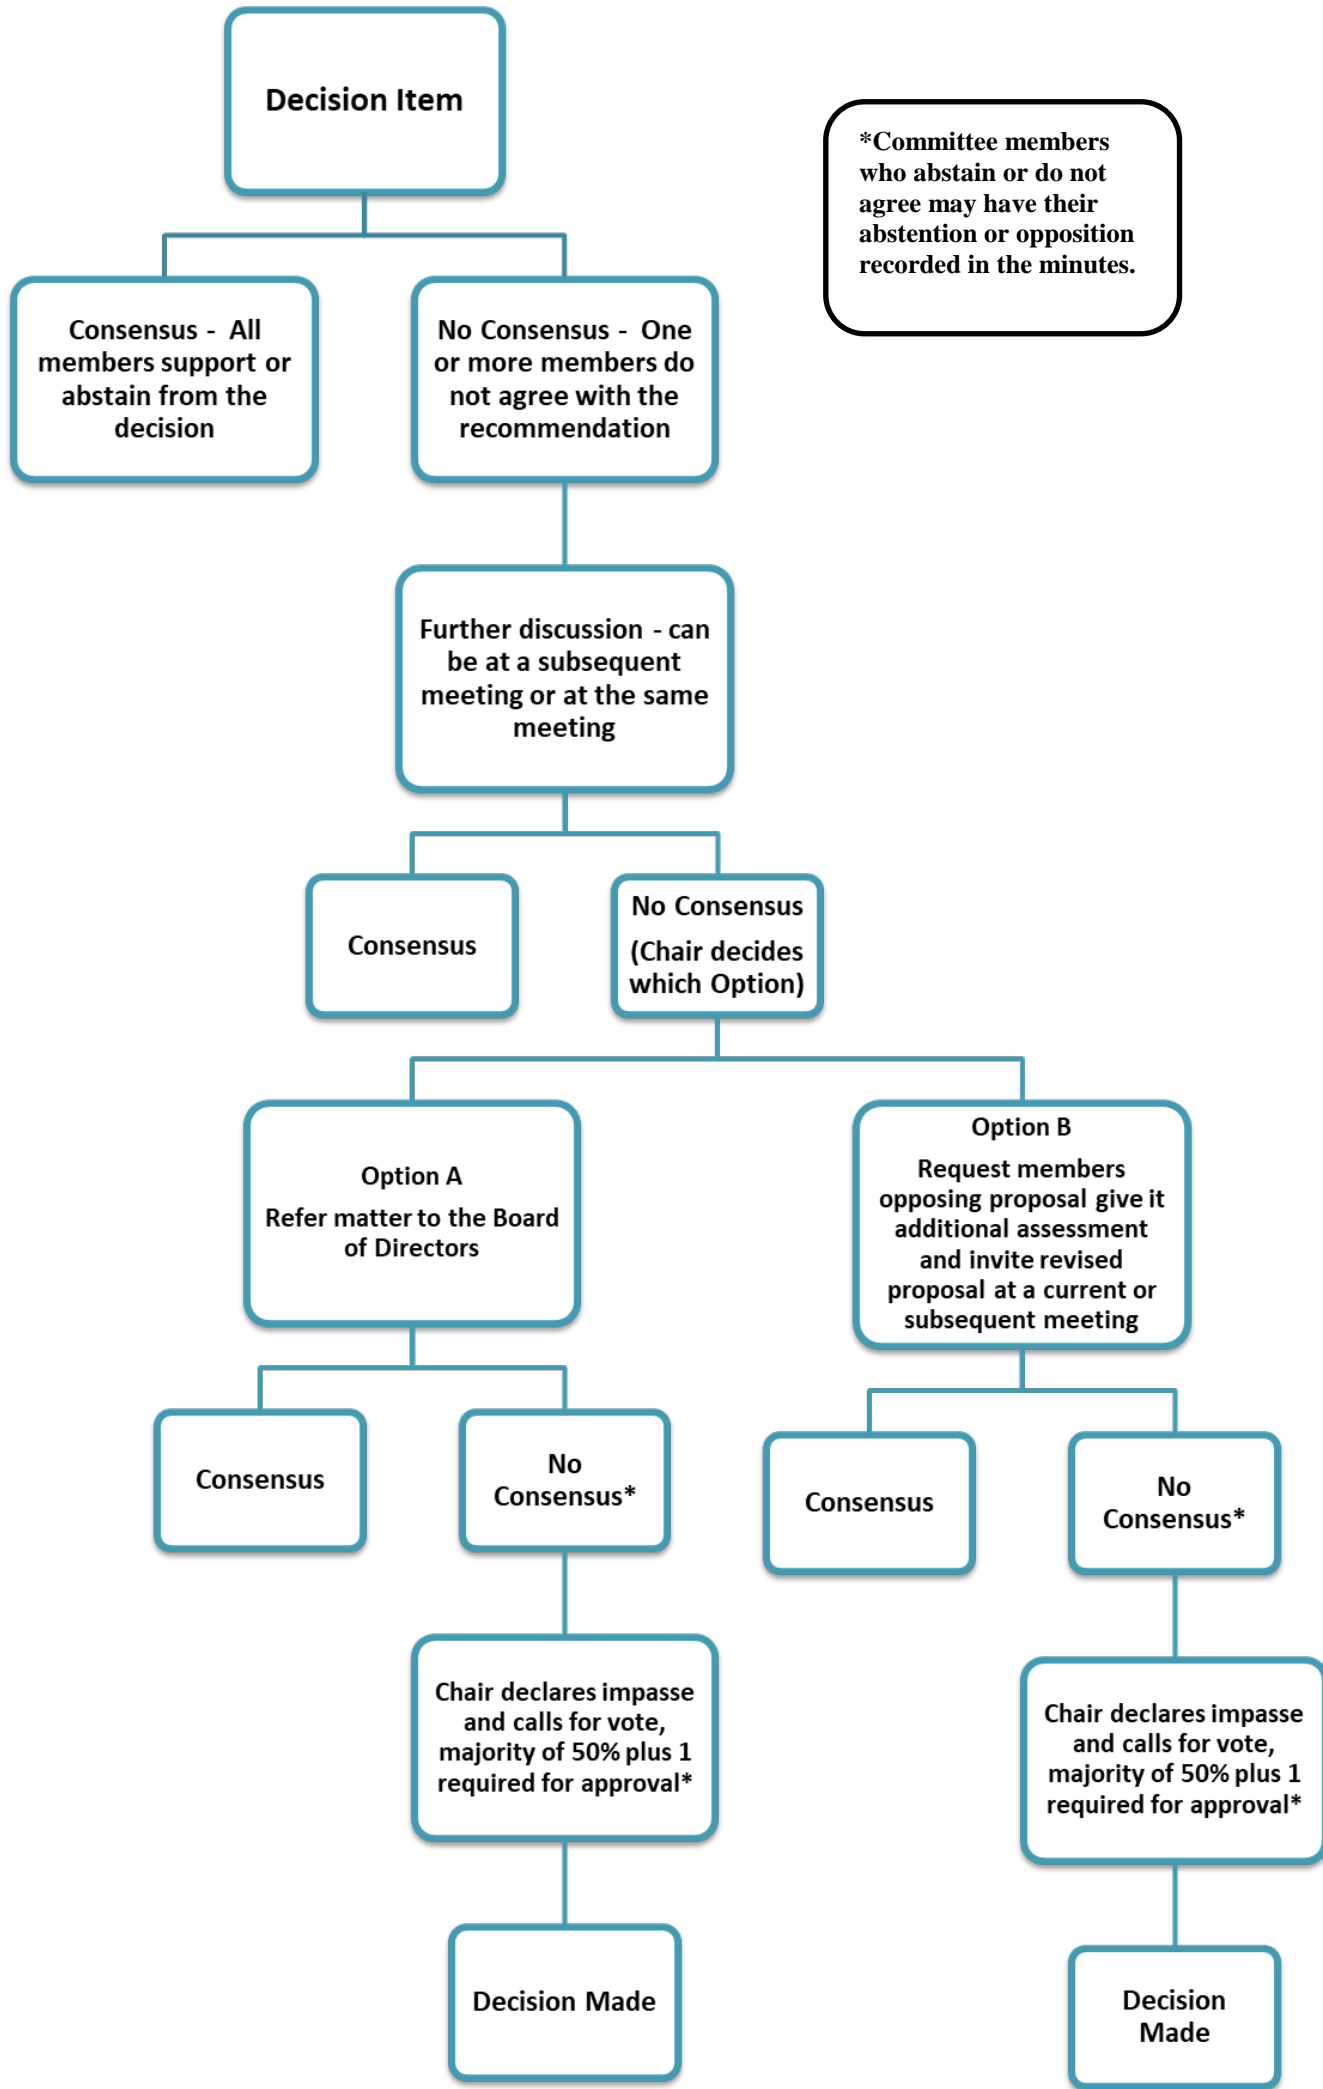 Decision Item
*Committee members
who abstain or do not
agree may have their
abstention or opposition
recorded in the minutes.
Consensus - All
members support or
abstain from the
decision
No Consensus - One
or more members do
not agree with the
recommendation
Further discussion - can
be at a subsequent
meeting or at the same
meeting
Consensus
No Consensus
(Chair decides
which Option)
Option A
Refer matter to the Board
of Directors
Option B
Request members
opposing proposal give it
additional assessment
and invite revised
proposal at a current or
subsequent meeting
Consensus
No
Consensus*
Consensus
No
Consensus*
Chair declares impasse
and calls for vote,
majority of 50% plus 1
required for approval*
Chair declares impasse
and calls for vote,
majority of 50% plus 1
required for approval*
Decision Made
Decision
Made